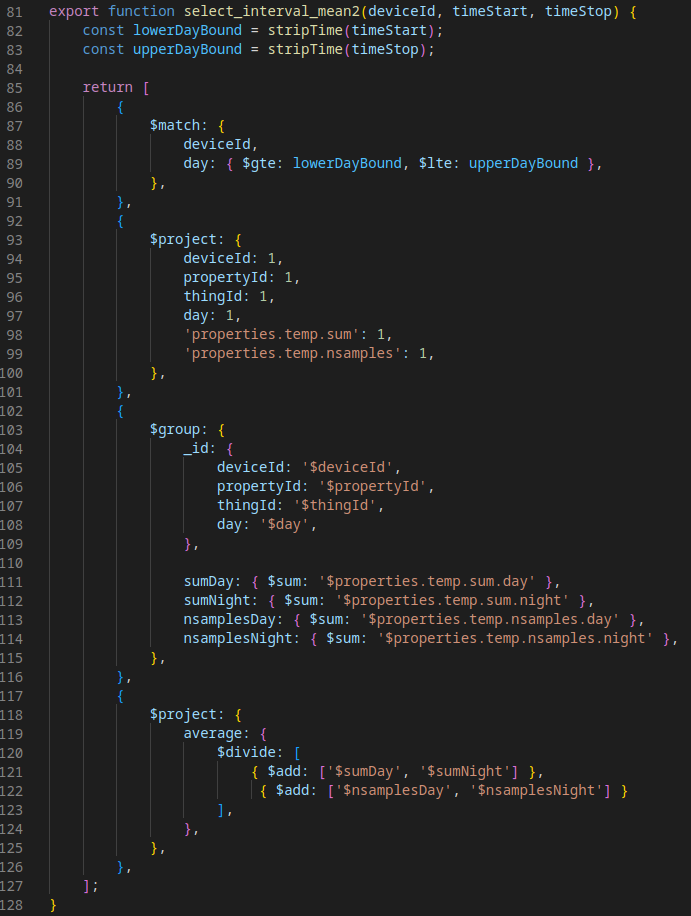 81 export function select_interval_mean2(deviceId, timeStart, timeStop) {
82     const lowerDayBound = stripTime(timeStart);
83     const upperDayBound = stripTime(timeStop);
84
85     return [
86         {
87             $match: {
88                 deviceId,
89                 day: { $gte: lowerDayBound, $lte: upperDayBound },
90             },
91         },
92         {
93             $project: {
94                 deviceId: 1,
95                 propertyId: 1,
96                 thingId: 1,
97                 day: 1,
98                 'properties.temp.sum': 1,
99                 'properties.temp.nsamples': 1,
100             },
101         },
102         {
103             $group: {
104                 _id: {
105                     deviceId: '$deviceId',
106                     propertyId: '$propertyId',
107                     thingId: '$thingId',
108                     day: '$day',
109                 },
110
111                 sumDay: { $sum: '$properties.temp.sum.day' },
112                 sumNight: { $sum: '$properties.temp.sum.night' },
113                 nsamplesDay: { $sum: '$properties.temp.nsamples.day' },
114                 nsamplesNight: { $sum: '$properties.temp.nsamples.night' },
115             },
116         },
117         {
118             $project: {
119                 average: {
120                     $divide: [
121                         { $add: ['$sumDay', '$sumNight'] },
122                          { $add: ['$nsamplesDay', '$nsamplesNight'] }
123                     ],
124                 },
125             },
126         },
127     ];
128 }